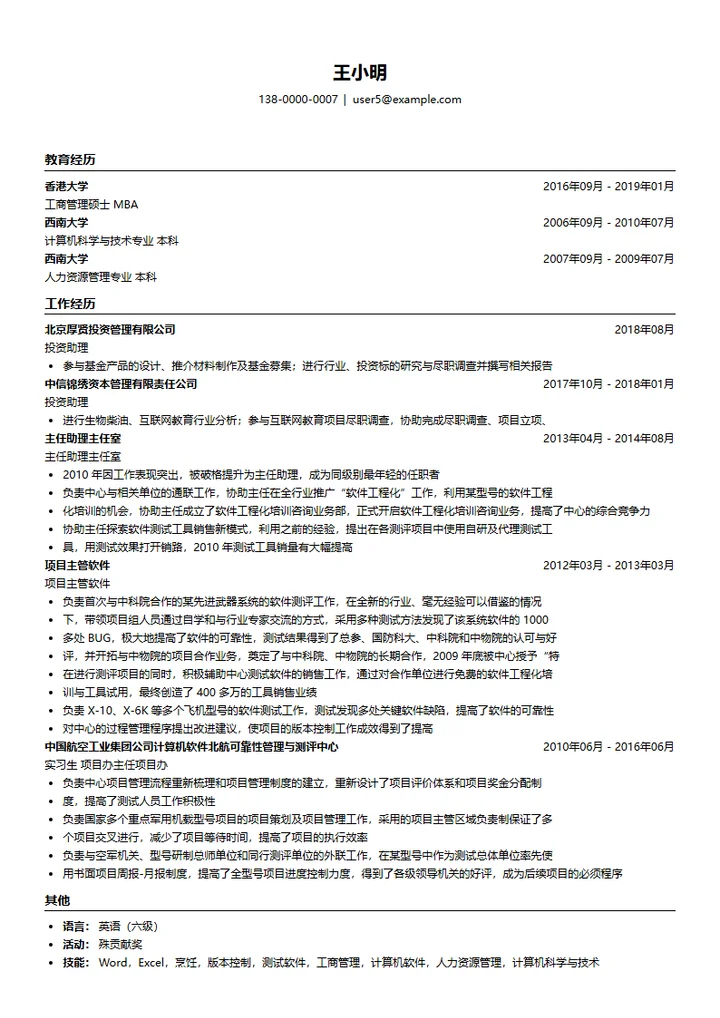 王小明
138-0000-0007 | user5@example.com
教育经历
香港大学 2016年09月 - 2019年01月
工商管理硕士 MBA
西南大学 2006年09月 - 2010年07月
计算机科学与技术专业 本科
西南大学 2007年09月 - 2009年07月
人力资源管理专业 本科
工作经历
北京厚贤投资管理有限公司 2018年08月
投资助理
• 参与基金产品的设计、推介材料制作及基金募集；进行行业、投资标的研究与尽职调查并撰写相关报告
中信锦绣资本管理有限责任公司 2017年10月 - 2018年01月
投资助理
• 进行生物柴油、互联网教育行业分析；参与互联网教育项目尽职调查，协助完成尽职调查、项目立项、
主任助理主任室 2013年04月 - 2014年08月
主任助理主任室
• 2010 年因工作表现突出，被破格提升为主任助理，成为同级别最年轻的任职者
• 负责中心与相关单位的通联工作，协助主任在全行业推广“软件工程化”工作，利用某型号的软件工程
• 化培训的机会，协助主任成立了软件工程化培训咨询业务部，正式开启软件工程化培训咨询业务，提高了中心的综合竞争力
• 协助主任探索软件测试工具销售新模式，利用之前的经验，提出在各测评项目中使用自研及代理测试工
• 具，用测试效果打开销路，2010 年测试工具销量有大幅提高
项目主管软件 2012年03月 - 2013年03月
项目主管软件
• 负责首次与中科院合作的某先进武器系统的软件测评工作，在全新的行业、毫无经验可以借鉴的情况
• 下，带领项目组人员通过自学和与行业专家交流的方式，采用多种测试方法发现了该系统软件的 1000
• 多处 BUG，极大地提高了软件的可靠性，测试结果得到了总参、国防科大、中科院和中物院的认可与好
• 评，并开拓与中物院的项目合作业务，奠定了与中科院、中物院的长期合作，2009 年底被中心授予“特
• 在进行测评项目的同时，积极辅助中心测试软件的销售工作，通过对合作单位进行免费的软件工程化培
• 训与工具试用，最终创造了 400 多万的工具销售业绩
• 负责 X-10、X-6K 等多个飞机型号的软件测试工作，测试发现多处关键软件缺陷，提高了软件的可靠性
• 对中心的过程管理程序提出改进建议，使项目的版本控制工作成效得到了提高
中国航空工业集团公司计算机软件北航可靠性管理与测评中心 2010年06月 - 2016年06月
实习生 项目办主任项目办
• 负责中心项目管理流程重新梳理和项目管理制度的建立，重新设计了项目评价体系和项目奖金分配制
• 度，提高了测试人员工作积极性
• 负责国家多个重点军用机载型号项目的项目策划及项目管理工作，采用的项目主管区域负责制保证了多
• 个项目交叉进行，减少了项目等待时间，提高了项目的执行效率
• 负责与空军机关、型号研制总师单位和同行测评单位的外联工作，在某型号中作为测试总体单位率先使
• 用书面项目周报-月报制度，提高了全型号项目进度控制力度，得到了各级领导机关的好评，成为后续项目的必须程序
其他
• 语言： 英语（六级）
• 活动： 殊贡献奖
• 技能： Word，Excel，烹饪，版本控制，测试软件，工商管理，计算机软件，人力资源管理，计算机科学与技术